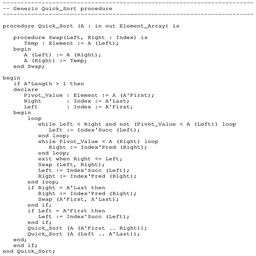 -----------------------------------------------------------------------
-- Generic Quick_Sort procedure
-----------------------------------------------------------------------
procedure Quick_Sort (A : in out Element_Array) is
procedure Swap(Left, Right : Index) is
Temp : Element := A (Left);
begin
A (Left) := A (Right);
A (Right) := Temp;
end Swap;
begin
if A'Length > 1 then
declare
Pivot_Value : Element := A (A'First);
Right : Index := A'Last;
Left : Index := A'First;
begin
loop
while Left < Right and not (Pivot_Value < A (Left)) loop
Left := Index'Succ (Left);
end loop;
while Pivot_Value < A (Right) loop
Right := Index'Pred (Right);
end loop;
exit when Right <= Left;
Swap (Left, Right);
Left := Index'Succ (Left);
Right := Index'Pred (Right);
end loop;
if Right = A'Last then
Right := Index'Pred (Right);
Swap (A'First, A'Last);
end if;
if Left = A'First then
Left := Index'Succ (Left);
end if;
Quick_Sort (A (A'First .. Right));
Quick_Sort (A (Left .. A'Last));
end;
end if;
end Quick_Sort;